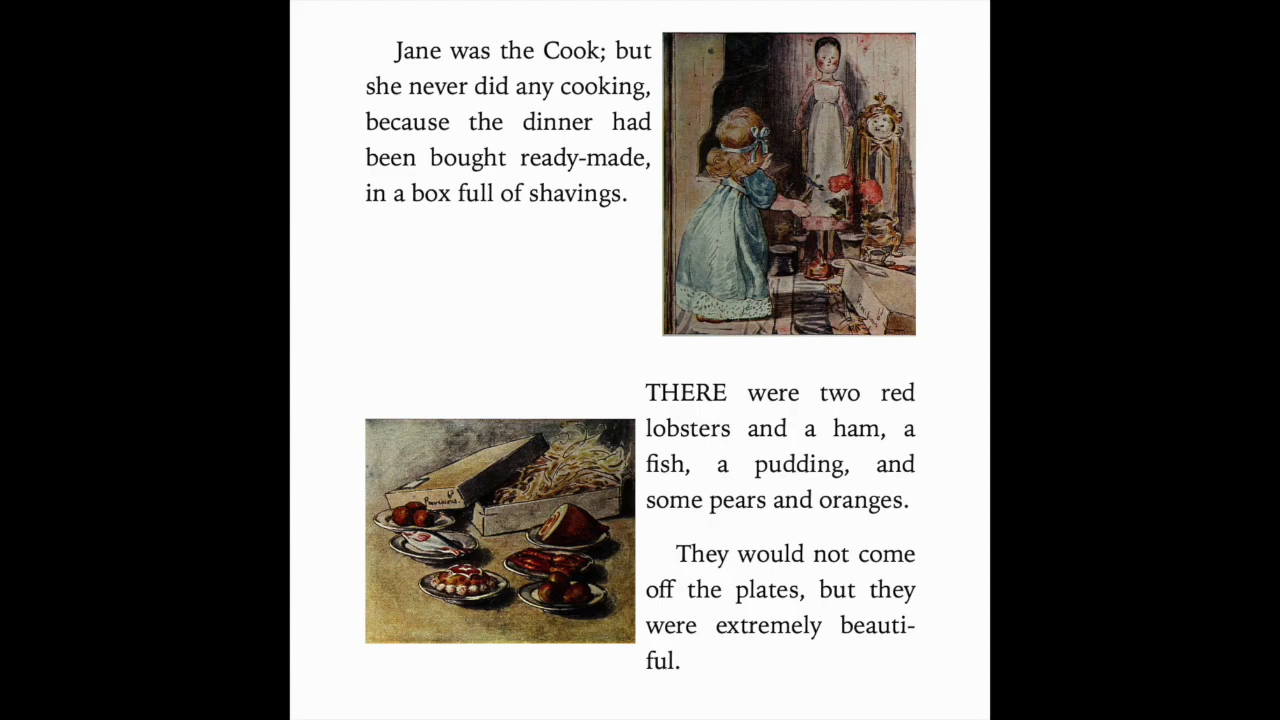 Jane was the Cook; but
she never did any cooking,
because the dinner had
been bought ready-made,
in a box full of shavings.
THERE were two red
lobsters and a ham, a
fish, a pudding, and
some pears and oranges.
They would not come
off the plates, but they
were extremely beauti-
ful.